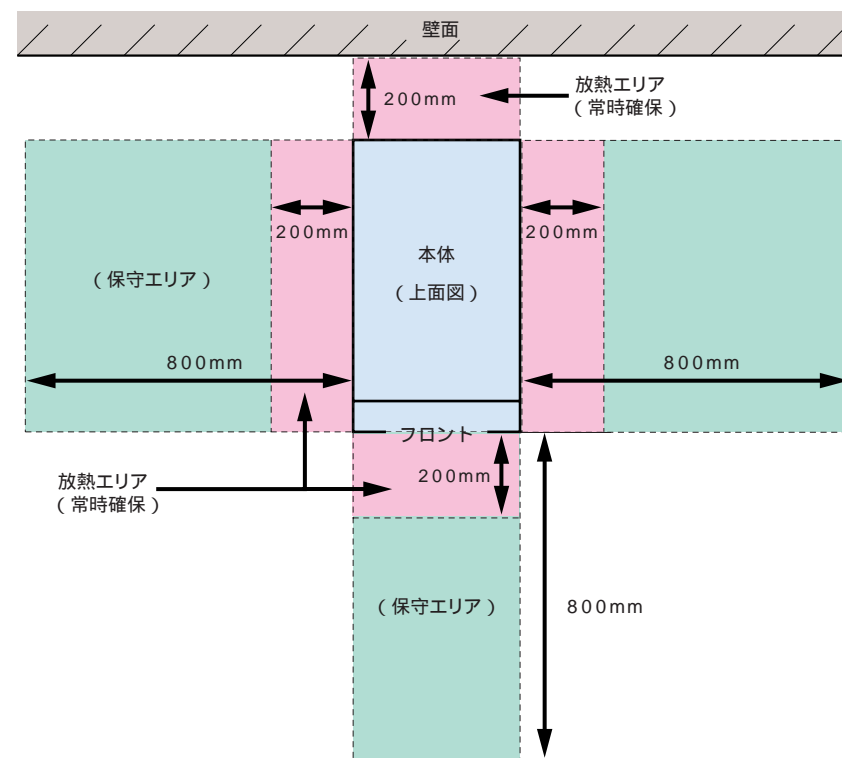 壁面
200mm
放熱エリア
(常時確保)
200mm
200mm
本体
(上面図)
(保守エリア)
800mm
800mm
フロント
200mm
放熱エリア
(常時確保)
(保守エリア)
800mm